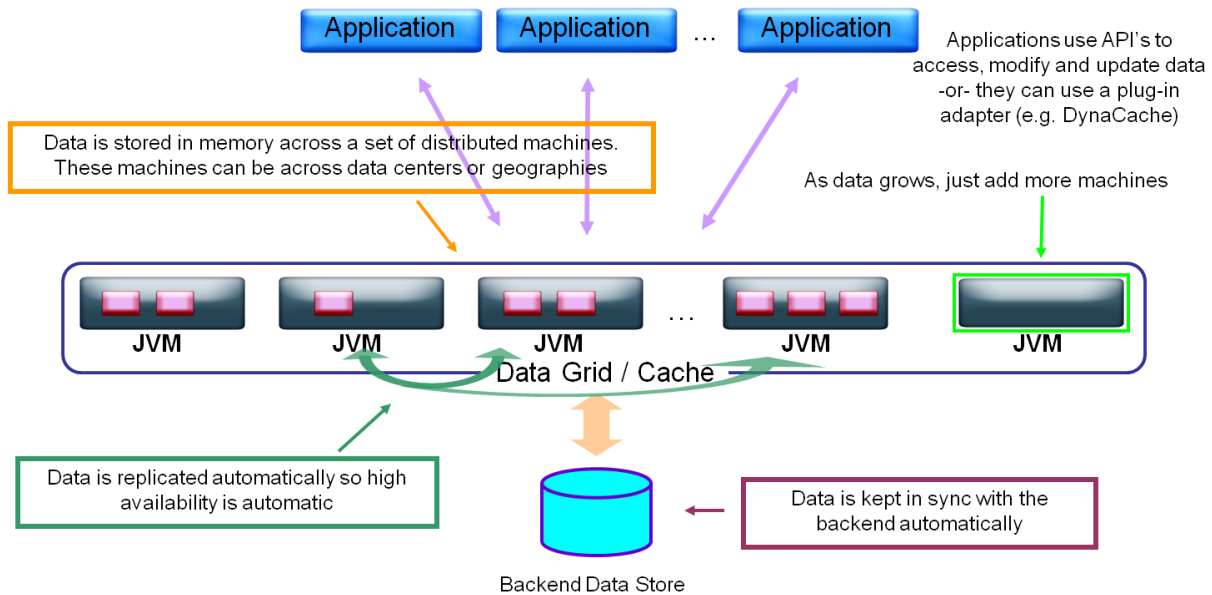 Application
Application
...
Application
Applications use API's to
access, modify and update data
-or- they can use a plug-in
adapter (e.g. DynaCache)
Data is stored in memory across a set of distributed machines.
These machines can be across data centers or geographies
As data grows, just add more machines
...
JVM
JVM
JVM
JVM
JVM
Data Grid / Cache
Data is replicated automatically so high
availability is automatic
Data is kept in sync with the
backend automatically
Backend Data Store